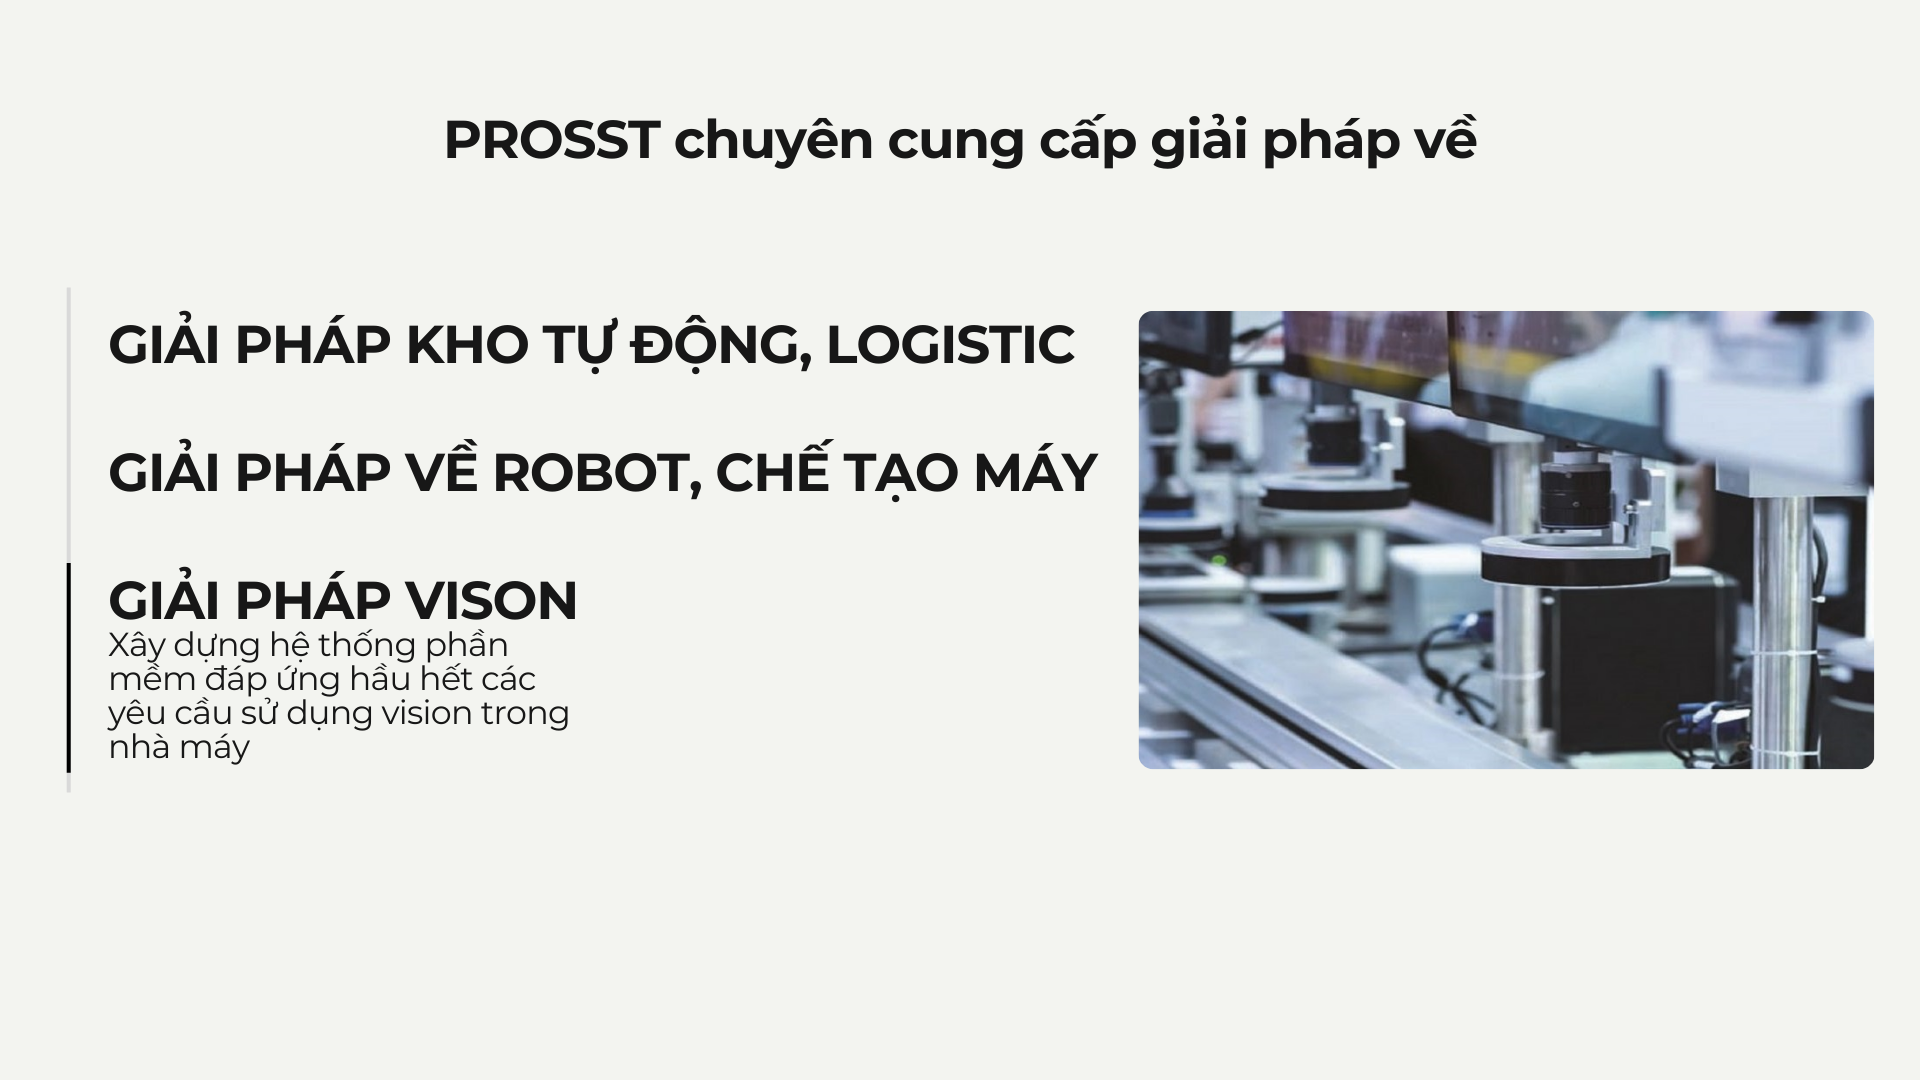 PROSST chuyên cung cấp giải pháp về
GIẢI PHÁP KHO TỰ ĐỘNG, LOGISTIC
GIẢI PHÁP VỀ ROBOT, CHẾ TẠO MÁY
GIẢI PHÁP VISON
Xây dựng hệ thống phần
mềm đáp ứng hầu hết các
yêu cầu sử dụng vision trong
nhà máy